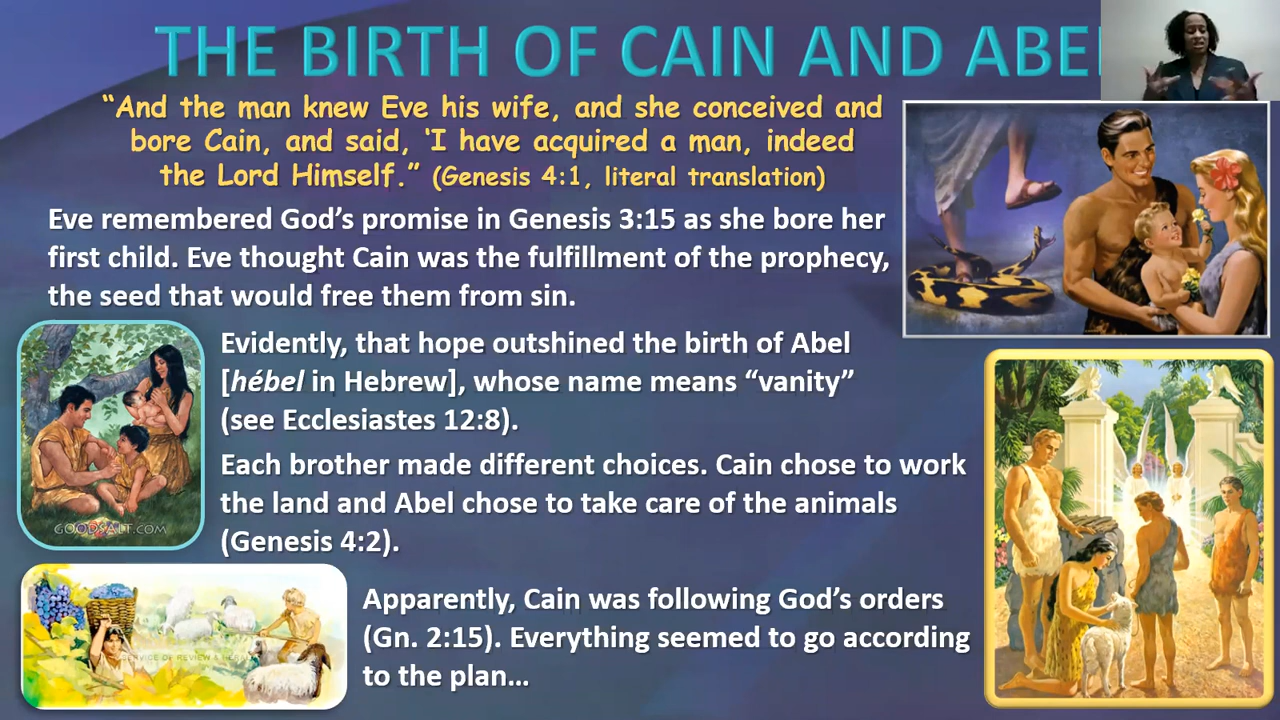 THE BIRTH OF CAIN AND ABE
“And the man knew Eve his wife, and she conceived and
bore Cain, and said, ‘I have acquired a man, indeed
the Lord Himself.” (Genesis 4:1, literal translation)
Eve remembered God’s promise in Genesis 3:15 as she bore her
first child. Eve thought Cain was the fulfillment of the prophecy,
the seed that would free them from sin.
Evidently, that hope outshined the birth of Abel
[hébel in Hebrew], whose name means “vanity”
(see Ecclesiastes 12:8).
Each brother made different choices. Cain chose to work
the land and Abel chose to take care of the animals
(Genesis 4:2).
GOODSALT.COM
Apparently, Cain was following God’s orders
(Gn. 2:15). Everything seemed to go according
to the plan…
SERVICE OF REVIEW &